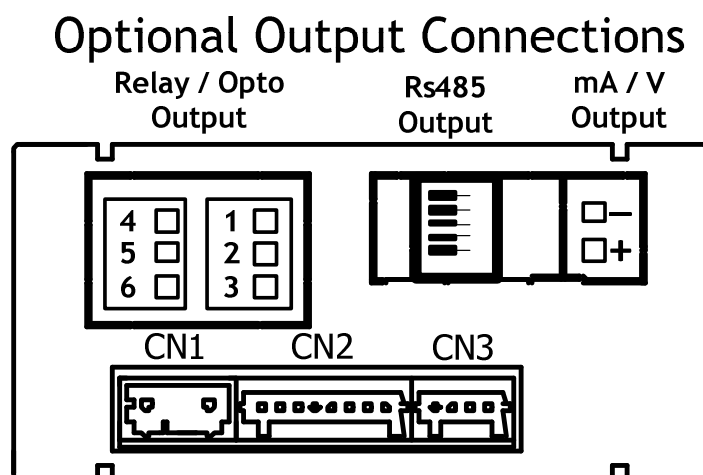 Optional Output Connections
Relay / Opto Output
Rs485 Output
mA / V Output
4 1
5 2
6 3
−
+
CN1 CN2 CN3